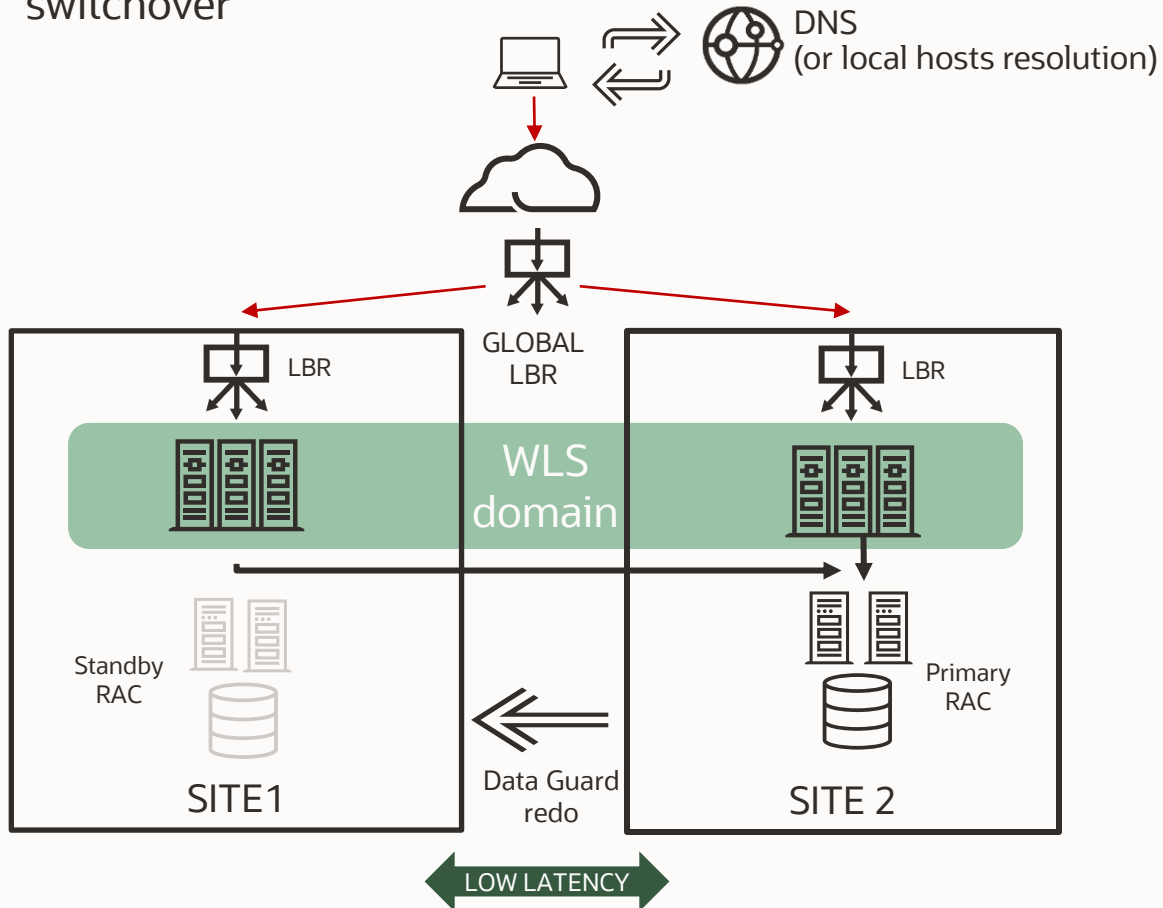 switchover
DNS
(or local hosts resolution)
GLOBAL
LBR
LBR
LBR
WLS
domain
Standby
RAC
Primary
RAC
Data Guard
redo
SITE1
SITE 2
LOW LATENCY